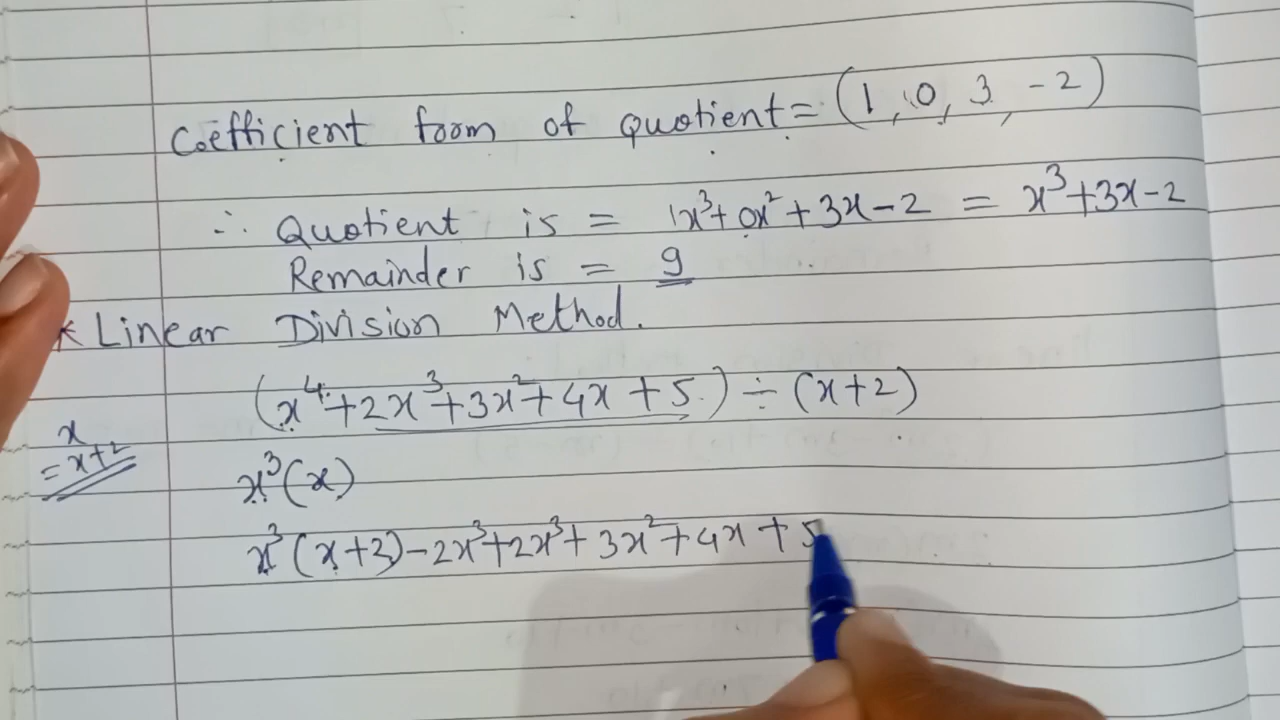 Coefficient form of quotient = (1, 0, 3 -2)
∴ Quotient is = 1x³+0x²+3x-2 = x³+3x-2
Remainder is = 9
* Linear Division Method.
(x⁴+2x³+3x²+4x+5) ÷ (x+2)
x
= x+2
x³(x)
x³(x+2)-2x³+2x³+3x²+4x+5